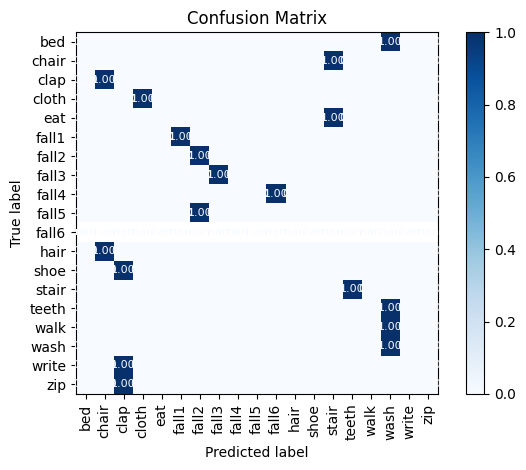 Confusion Matrix
True label
bed 1.00
chair 1.00
clap 1.00
cloth 1.00
eat 1.00
fall1 1.00
fall2 1.00
fall3 1.00
fall4 1.00
fall5 1.00
fall6
hair 1.00
shoe 1.00
stair 1.00
teeth 1.00
walk 1.00
wash 1.00
write 1.00
zip 1.00
bed chair clap cloth eat fall1 fall2 fall3 fall4 fall5 fall6 hair shoe stair teeth walk wash write zip
Predicted label
1.0
0.8
0.6
0.4
0.2
0.0